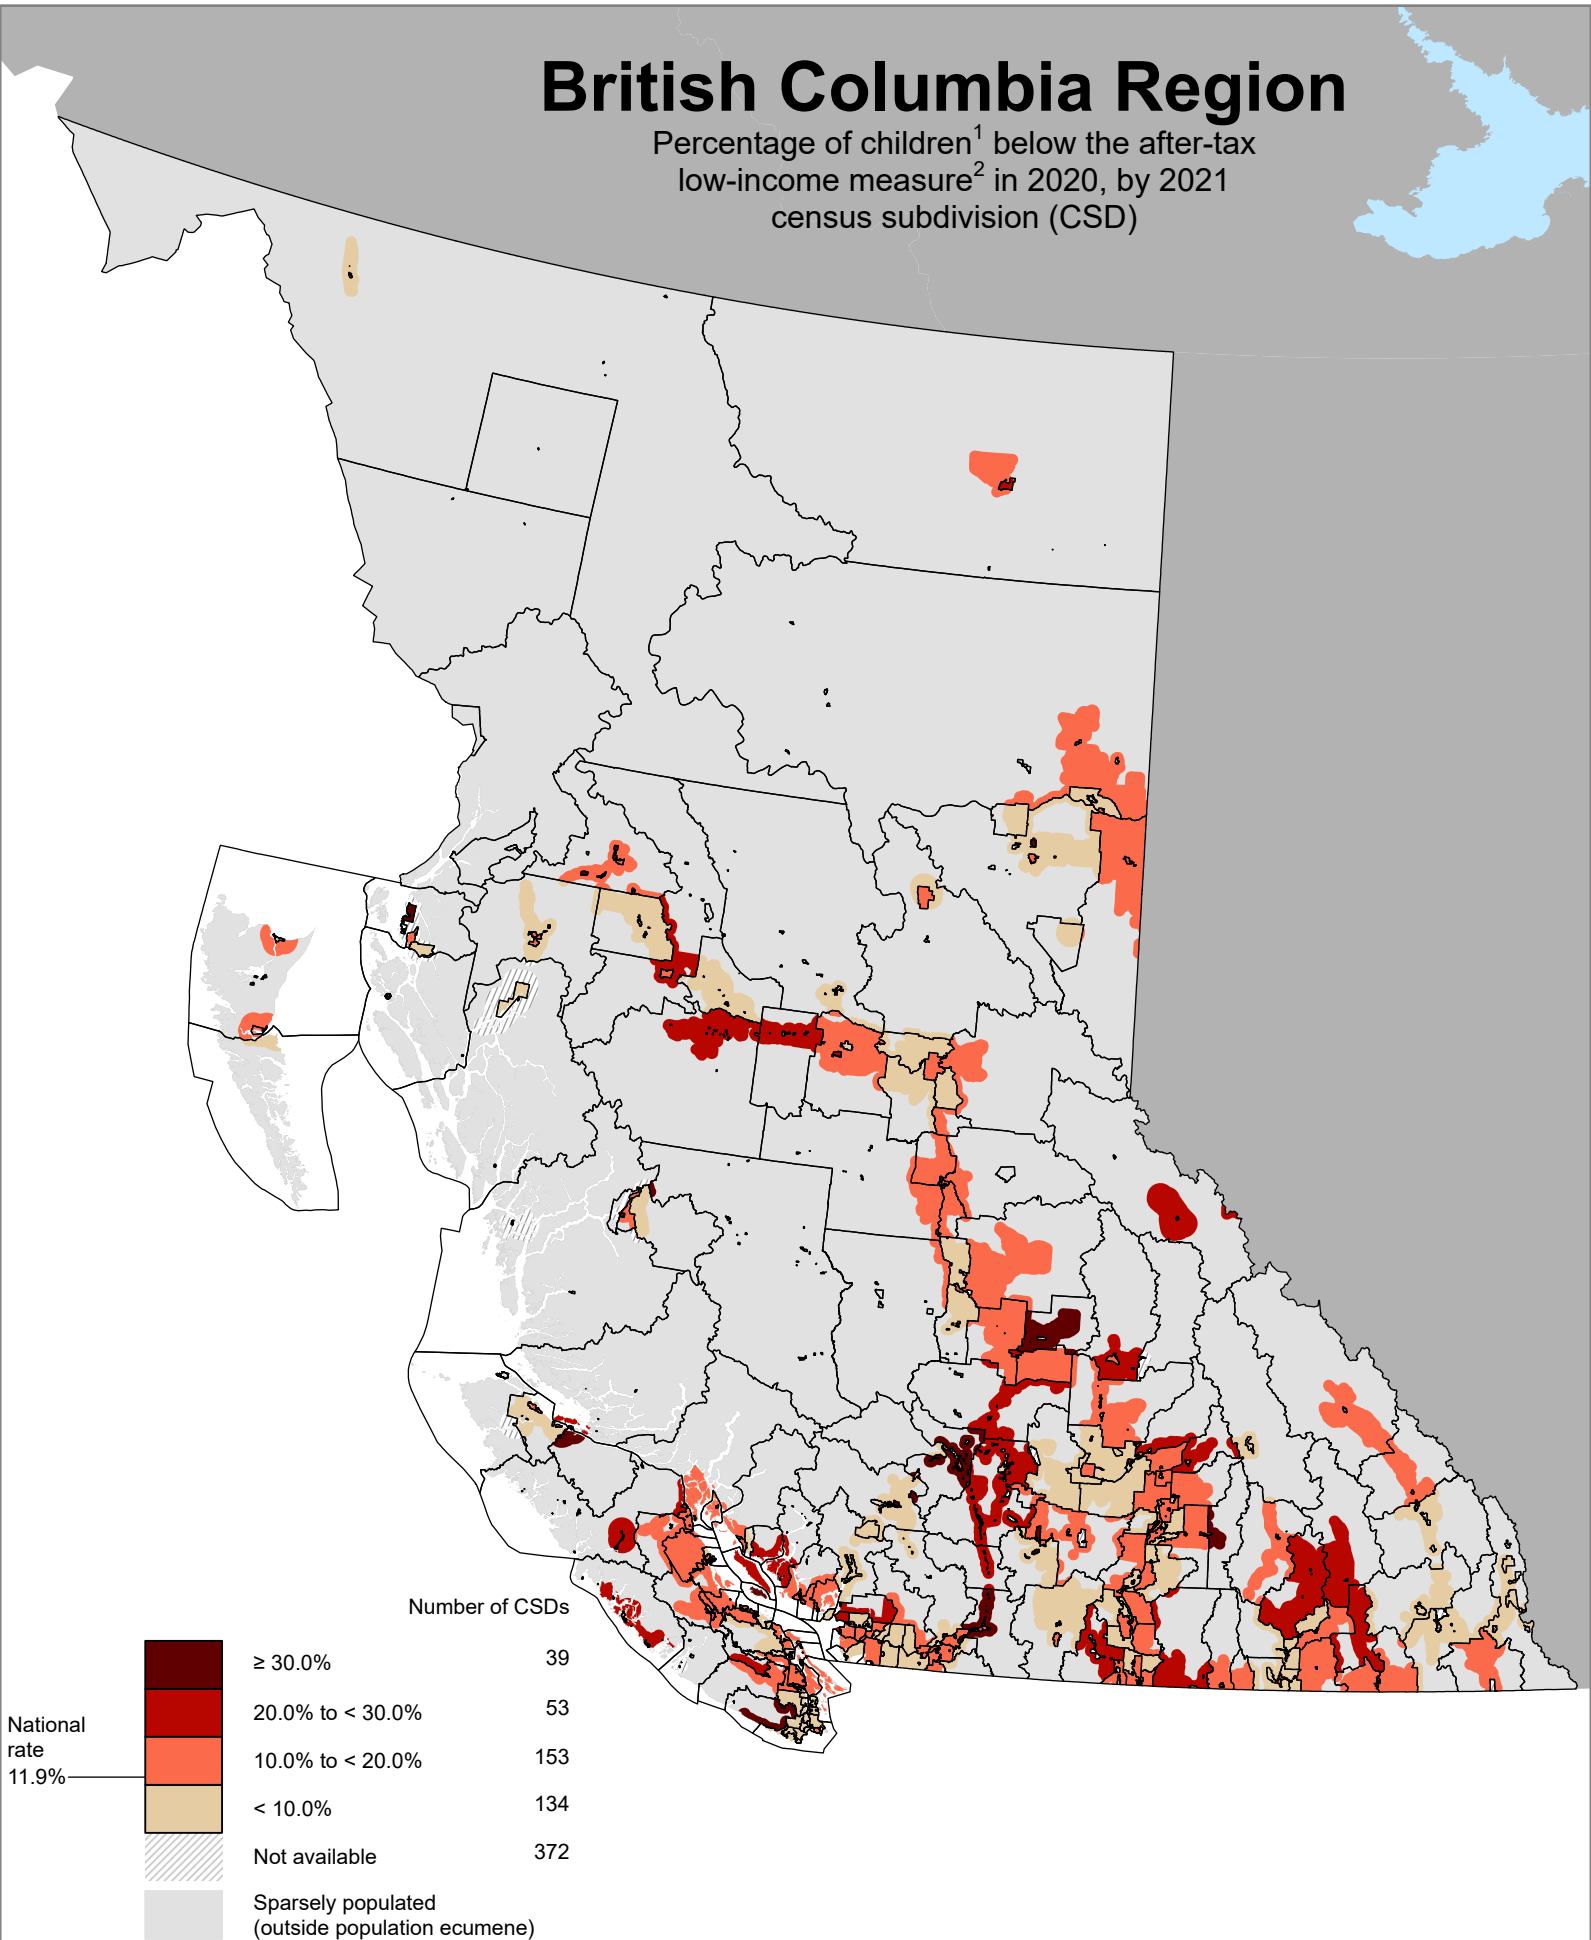 British Columbia Region
Percentage of children1 below the after-tax
low-income measure2 in 2020, by 2021
census subdivision (CSD)
Number of CSDs
≥ 30.0% 39
20.0% to < 30.0% 53
National
rate
11.9%
10.0% to < 20.0% 153
< 10.0% 134
Not available 372
Sparsely populated
(outside population ecumene)